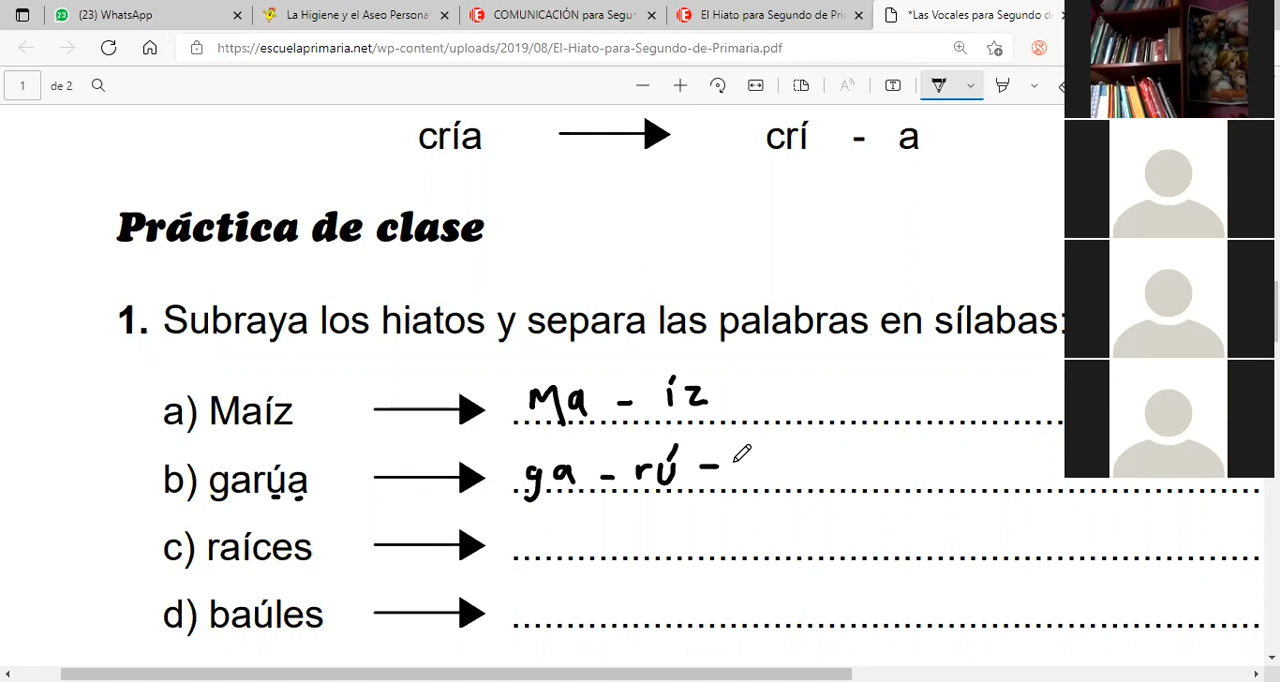 (23) WhatsApp
La Higiene y el Aseo Persona
COMUNICACIÓN para Segu
El Hiato para Segundo de Pri
*Las Vocales para Segundo d
https://escuelaprimaria.net/wp-content/uploads/2019/08/El-Hiato-para-Segundo-de-Primaria.pdf
1 de 2
cría crí - a
Práctica de clase
1. Subraya los hiatos y separa las palabras en sílabas:
a) Maíz Ma - íz
b) garúa ga - rú -
c) raíces
d) baúles